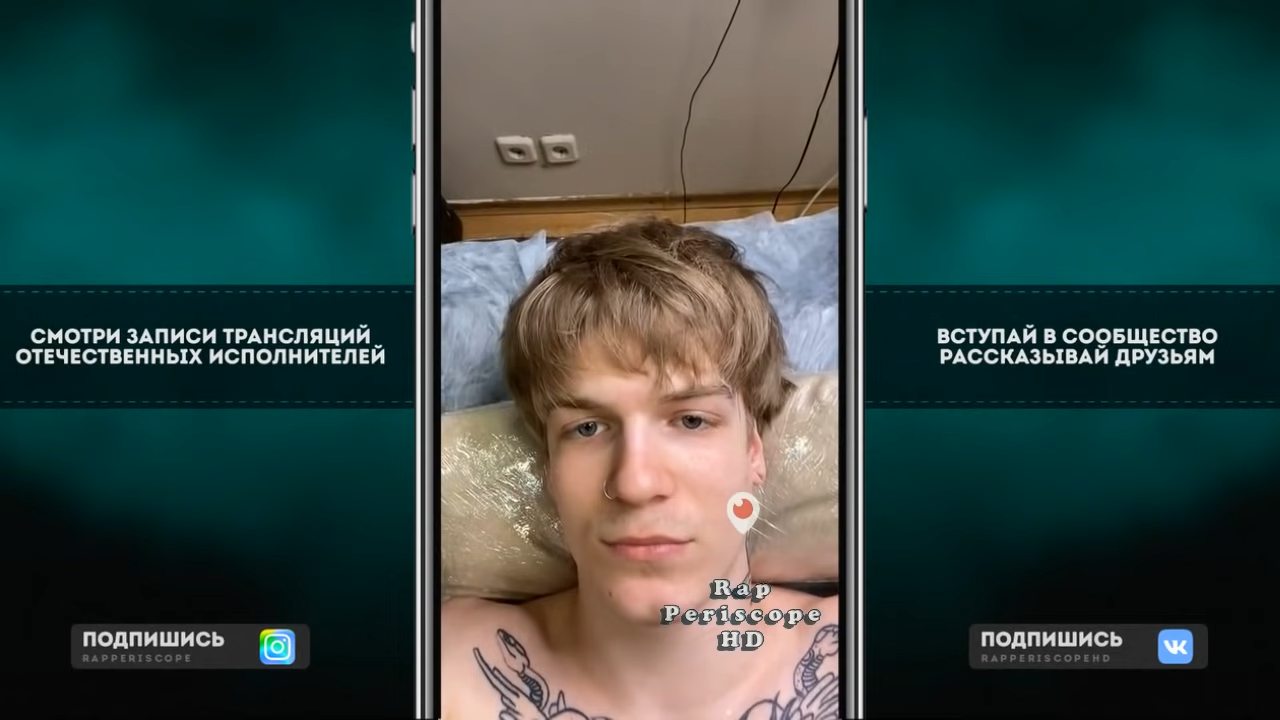 СМОТРИ ЗАПИСИ ТРАНСЛЯЦИЙ
ОТЕЧЕСТВЕННЫХ ИСПОЛНИТЕЛЕЙ
ВСТУПАЙ В СООБЩЕСТВО
РАССКАЗЫВАЙ ДРУЗЬЯМ
Rap
Periscope
HD
ПОДПИШИСЬ
RAPPERISCOPE
ПОДПИШИСЬ
RAPPERISCOPEHD